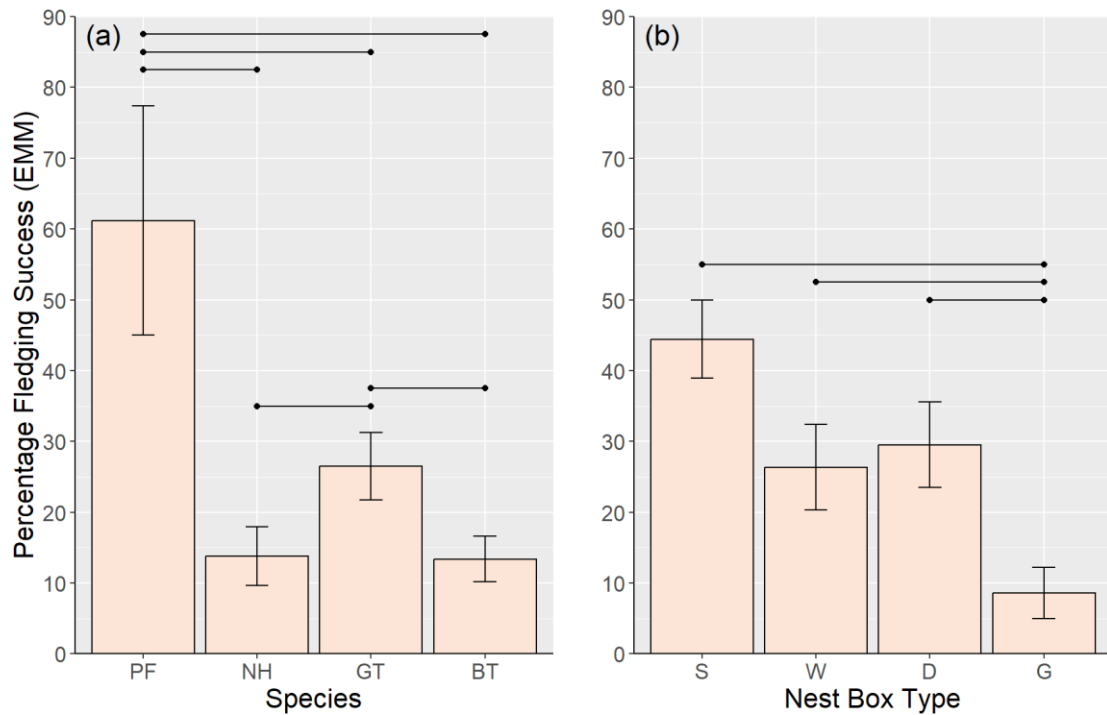 Percentage Fledging Success (EMM)
(a)
90
80
70
60
50
40
30
20
10
0
PF NH GT BT
Species
(b)
90
80
70
60
50
40
30
20
10
0
S W D G
Nest Box Type